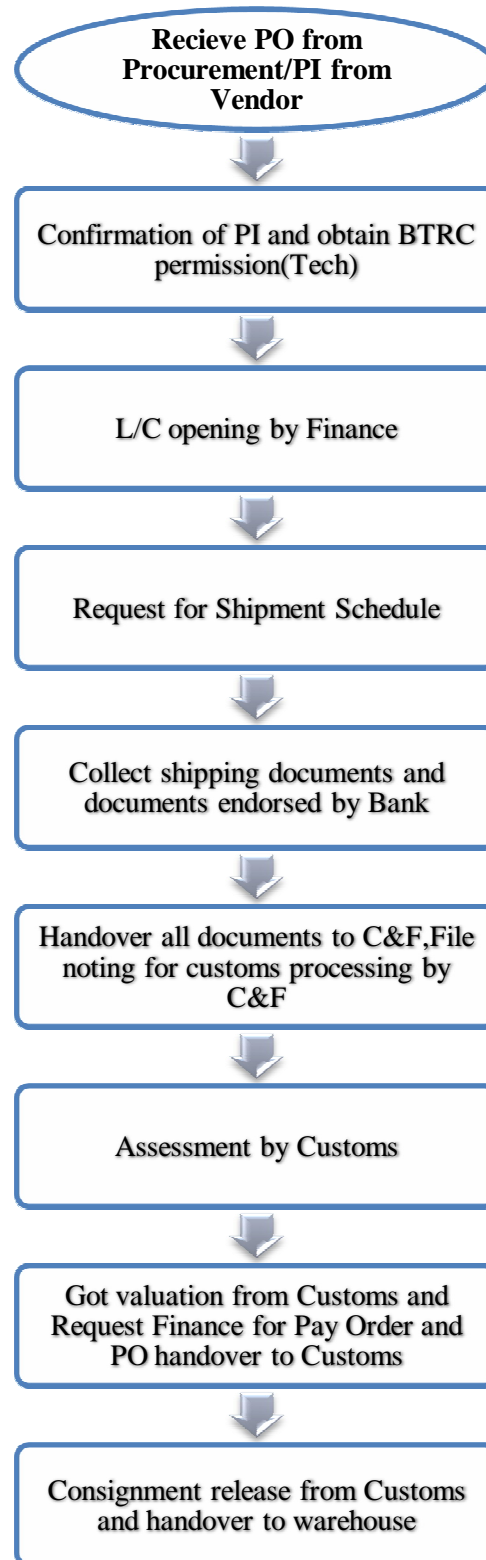 Recieve PO from
Procurement/PI from
Vendor
Confirmation of PI and obtain BTRC
permission(Tech)
L/C opening by Finance
Request for Shipment Schedule
Collect shipping documents and
documents endorsed by Bank
Handover all documents to C&F,File
noting for customs processing by
C&F
Assessment by Customs
Got valuation from Customs and
Request Finance for Pay Order and
PO handover to Customs
Consignment release from Customs
and handover to warehouse